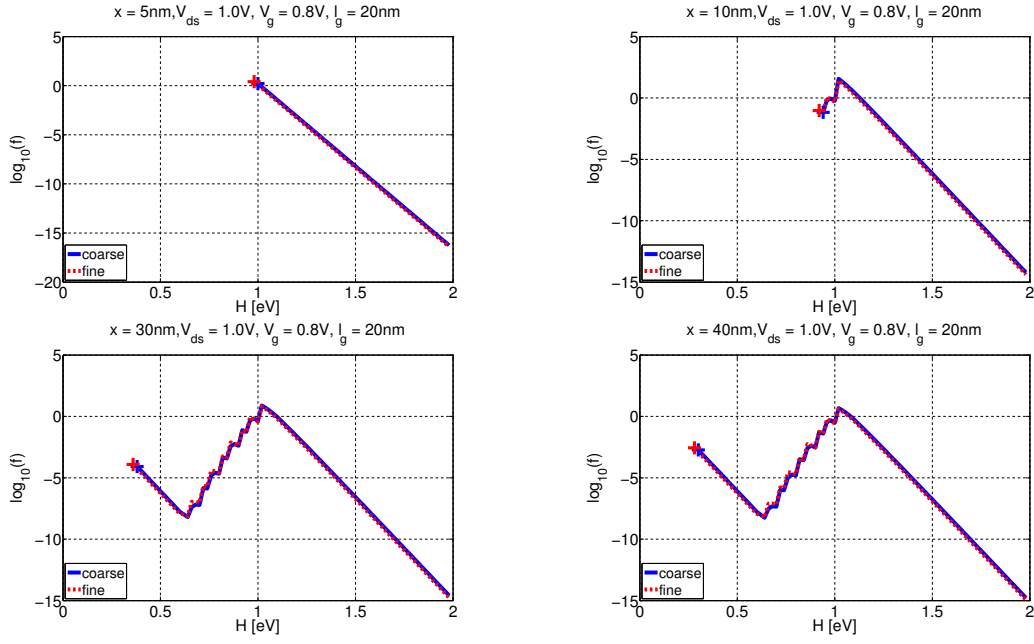 x = 5nm,V_ds = 1.0V, V_g = 0.8V, l_g = 20nm
5
0
−5
−10
−15
−20
log_10(f)
coarse
fine
0 0.5 1 1.5 2
H [eV]
x = 10nm,V_ds = 1.0V, V_g = 0.8V, l_g = 20nm
5
0
−5
−10
−15
log_10(f)
coarse
fine
0 0.5 1 1.5 2
H [eV]
x = 30nm,V_ds = 1.0V, V_g = 0.8V, l_g = 20nm
5
0
−5
−10
−15
log_10(f)
coarse
fine
0 0.5 1 1.5 2
H [eV]
x = 40nm,V_ds = 1.0V, V_g = 0.8V, l_g = 20nm
5
0
−5
−10
−15
log_10(f)
coarse
fine
0 0.5 1 1.5 2
H [eV]